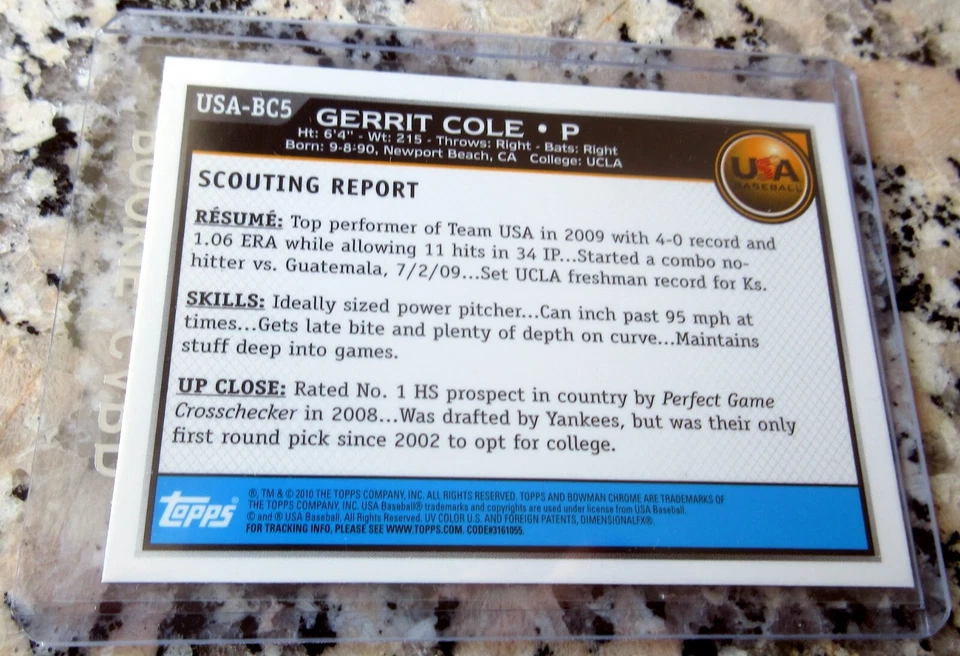 USA-BC5
GERRIT COLE • P
Ht: 6'4" - Wt: 215 - Throws: Right - Bats: Right
Born: 9-8-90, Newport Beach, CA College: UCLA
USA
BASEBALL
SCOUTING REPORT
RÉSUMÉ: Top performer of Team USA in 2009 with 4-0 record and
1.06 ERA while allowing 11 hits in 34 IP...Started a combo no-
hitter vs. Guatemala, 7/2/09...Set UCLA freshman record for Ks.
SKILLS: Ideally sized power pitcher...Can inch past 95 mph at
times...Gets late bite and plenty of depth on curve...Maintains
stuff deep into games.
UP CLOSE: Rated No. 1 HS prospect in country by Perfect Game
Crosschecker in 2008...Was drafted by Yankees, but was their only
first round pick since 2002 to opt for college.
topps®
®, TM & © 2010 THE TOPPS COMPANY, INC. ALL RIGHTS RESERVED. TOPPS AND BOWMAN CHROME ARE TRADEMARKS OF
THE TOPPS COMPANY, INC. USA Baseball® trademarks and copyrights are used under license from USA Baseball.
© and ® USA Baseball. All Rights Reserved. UV COLOR U.S. AND FOREIGN PATENTS, DIMENSIONALFX®.
FOR TRACKING INFO, PLEASE SEE WWW.TOPPS.COM. CODE#3161055.